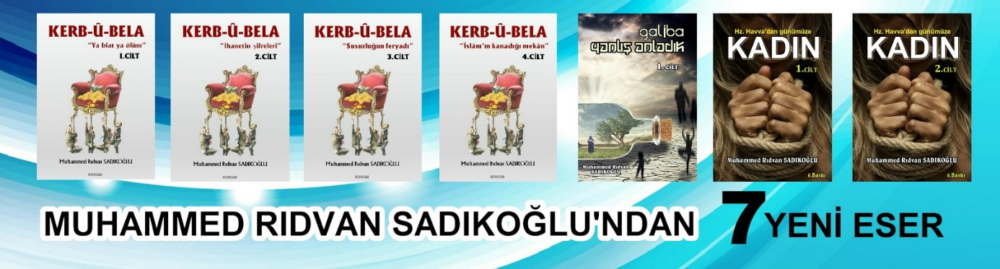 KERB-Û-BELA
"Ya biat ya ölüm"
1.CİLT
Muhammed Rıdvan SADIKOĞLU
ROMAN
KERB-Û-BELA
"İhanetin şifreleri"
2.CİLT
Muhammed Rıdvan SADIKOĞLU
ROMAN
KERB-Û-BELA
"Susuzluğun feryadı"
3.CİLT
Muhammed Rıdvan SADIKOĞLU
ROMAN
KERB-Û-BELA
"İslâm'ın kanadığı mekân"
4.CİLT
Muhammed Rıdvan SADIKOĞLU
ROMAN
galiba
yanlış anladık
1. CİLT
Muhammed Rıdvan
SADIKOĞLU
Hz. Havva'dan günümüze
KADIN
1.CİLT
Muhammed Rıdvan SADIKOĞLU
6.Baskı
Hz. Havva'dan günümüze
KADIN
2.CİLT
Muhammed Rıdvan SADIKOĞLU
6.Baskı
MUHAMMED RIDVAN SADIKOĞLU'NDAN 7 YENİ ESER